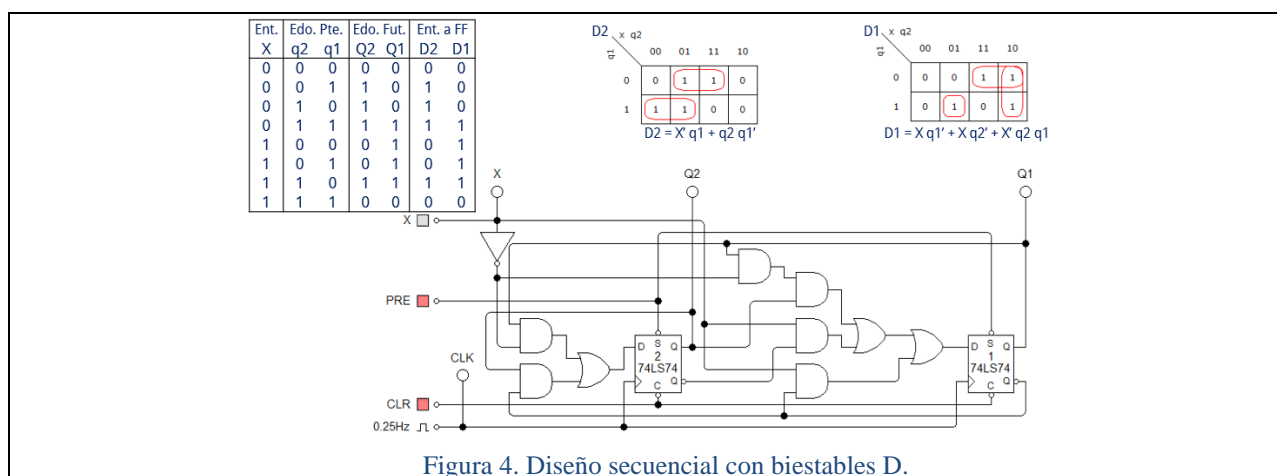 Ent. Edo. Pte. Edo. Fut. Ent. a FF
X q2 q1 Q2 Q1 D2 D1
0 0 0 0 0 0 0
0 0 1 1 0 1 0
0 1 0 1 0 1 0
0 1 1 1 1 1 1
1 0 0 0 1 0 1
1 0 1 0 1 0 1
1 1 0 1 1 1 1
1 1 1 0 0 0 0
D2 x q2
q1
00 01 11 10
0 0 1 1 0
1 1 1 0 0
D2 = X' q1 + q2 q1'
D1 x q2
q1
00 01 11 10
0 0 0 1 1
1 0 1 0 1
D1 = X q1' + X q2' + X' q2 q1
X Q2 Q1
X
PRE
CLK
CLR
0.25Hz
D S Q
2
74LS74
C Q
D S Q
1
74LS74
C Q
Figura 4. Diseño secuencial con biestables D.